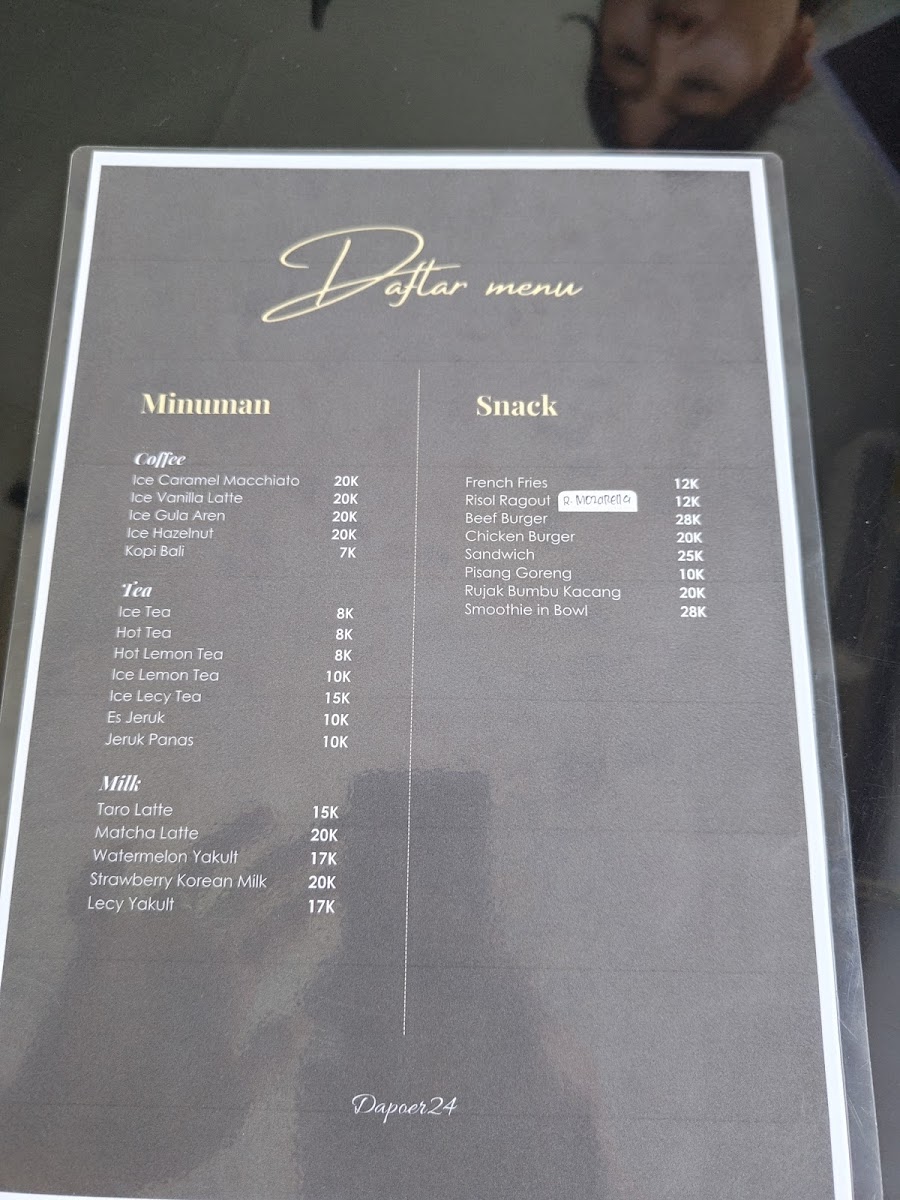 Daftar menu
Minuman
Coffee
Ice Caramel Macchiato 20K
Ice Vanilla Latte 20K
Ice Gula Aren 20K
Ice Hazelnut 20K
Kopi Bali 7K
Tea
Ice Tea 8K
Hot Tea 8K
Hot Lemon Tea 8K
Ice Lemon Tea 10K
Ice Lecy Tea 15K
Es Jeruk 10K
Jeruk Panas 10K
Milk
Taro Latte 15K
Matcha Latte 20K
Watermelon Yakult 17K
Strawberry Korean Milk 20K
Lecy Yakult 17K
Snack
French Fries 12K
Risol Ragout R. MOZORELLA 12K
Beef Burger 28K
Chicken Burger 20K
Sandwich 25K
Pisang Goreng 10K
Rujak Bumbu Kacang 20K
Smoothie in Bowl 28K
Dapoer24